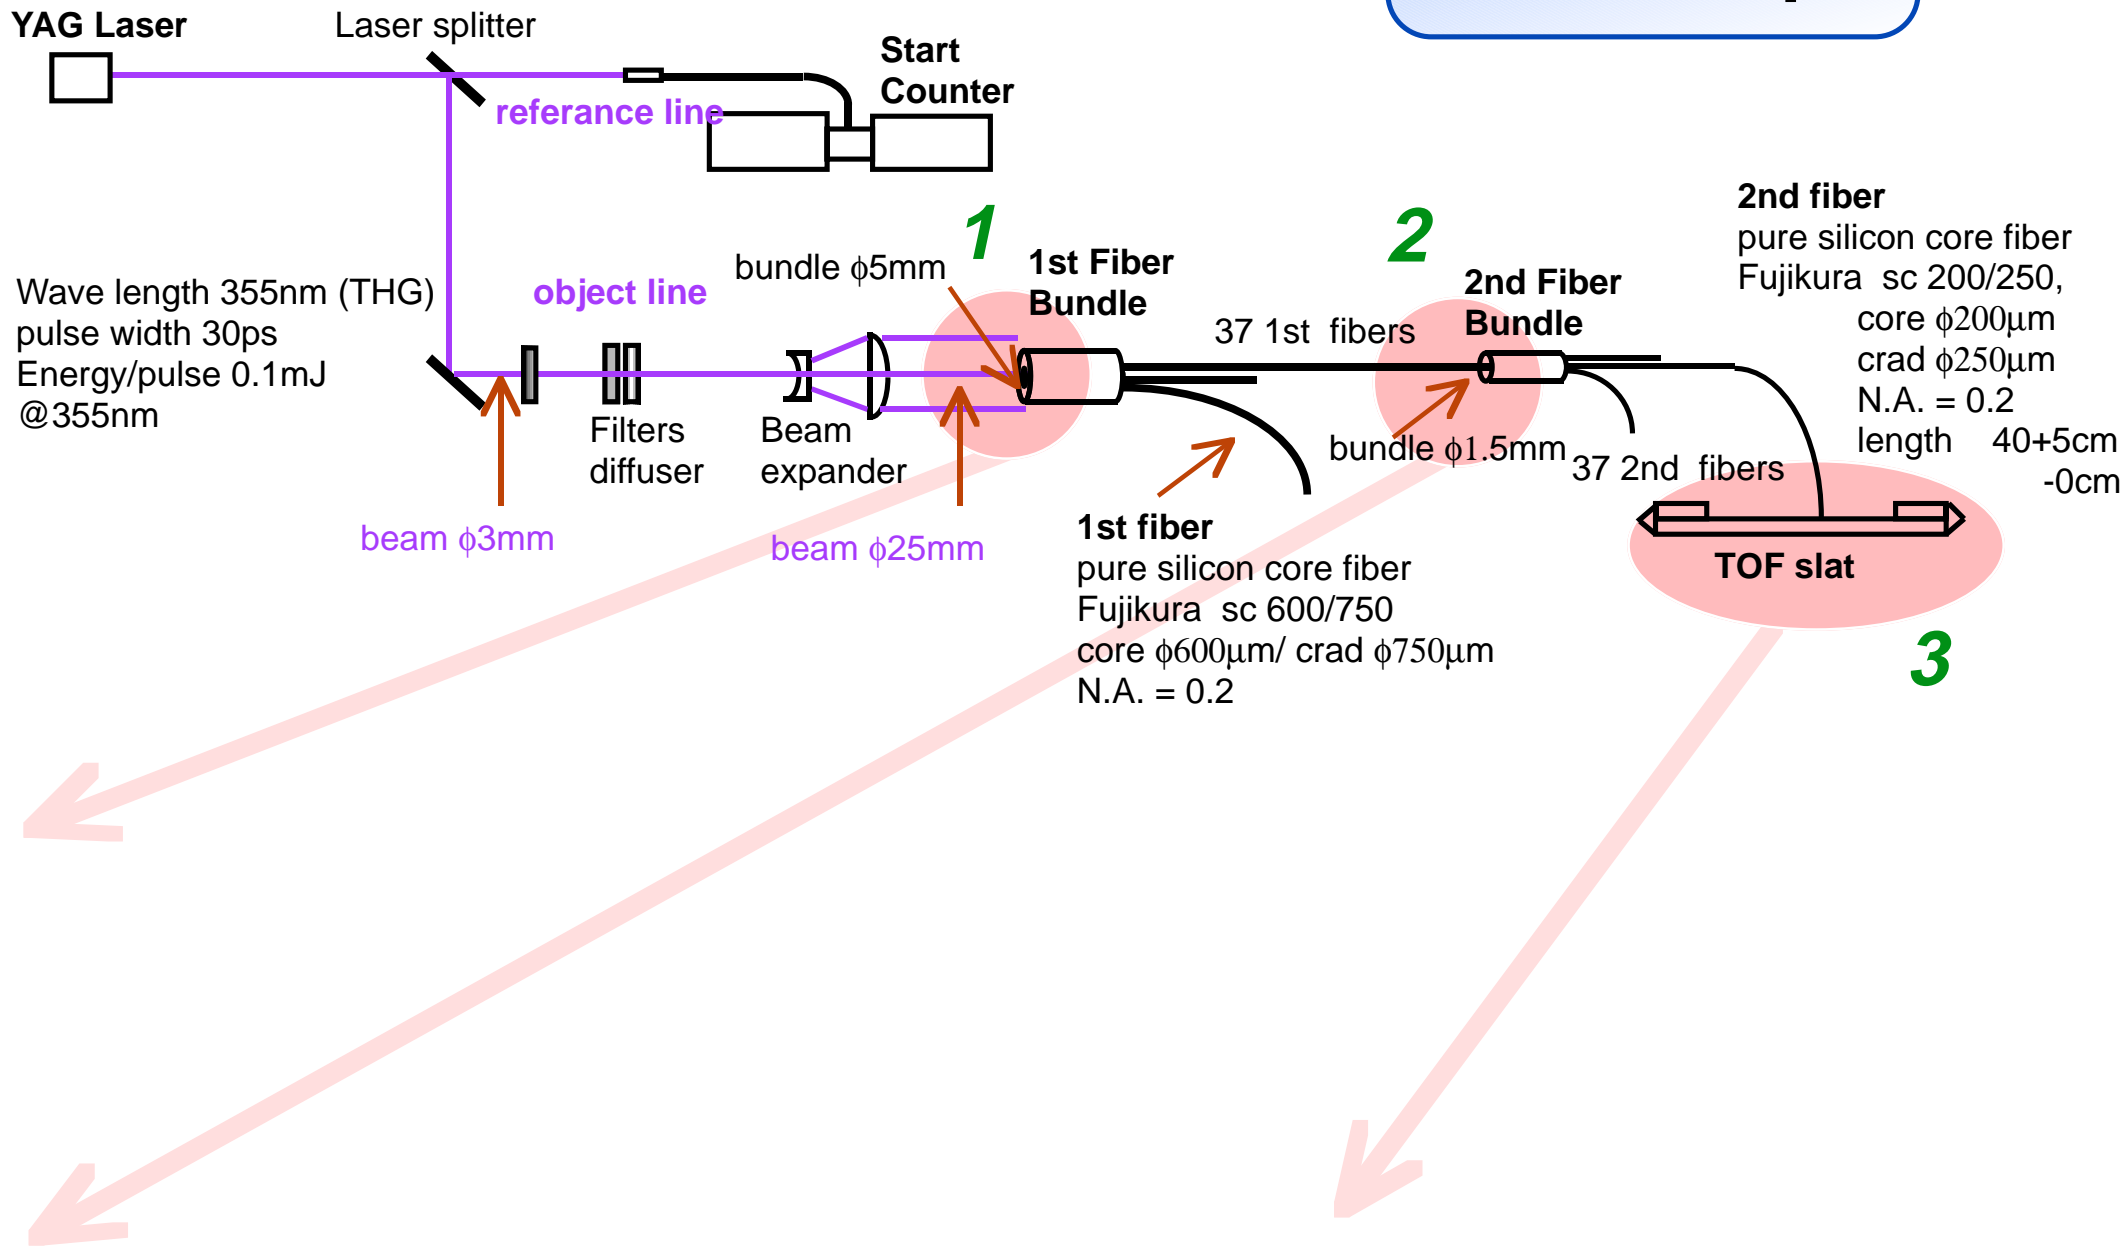 YAG Laser
Laser splitter
Start
Counter
referance line
1
2
2nd fiber
pure silicon core fiber
Fujikura  sc 200/250,
core ϕ200μm
crad ϕ250μm
N.A. = 0.2
length    40+5cm
-0cm
bundle ϕ5mm
1st Fiber
Bundle
2nd Fiber
Bundle
Wave length 355nm (THG)
pulse width 30ps
Energy/pulse 0.1mJ
@355nm
object line
37 1st  fibers
Filters
diffuser
Beam
expander
bundle ϕ1.5mm
37 2nd  fibers
beam ϕ3mm
beam ϕ25mm
1st fiber
pure silicon core fiber
Fujikura  sc 600/750
core ϕ600μm/ crad ϕ750μm
N.A. = 0.2
TOF slat
3